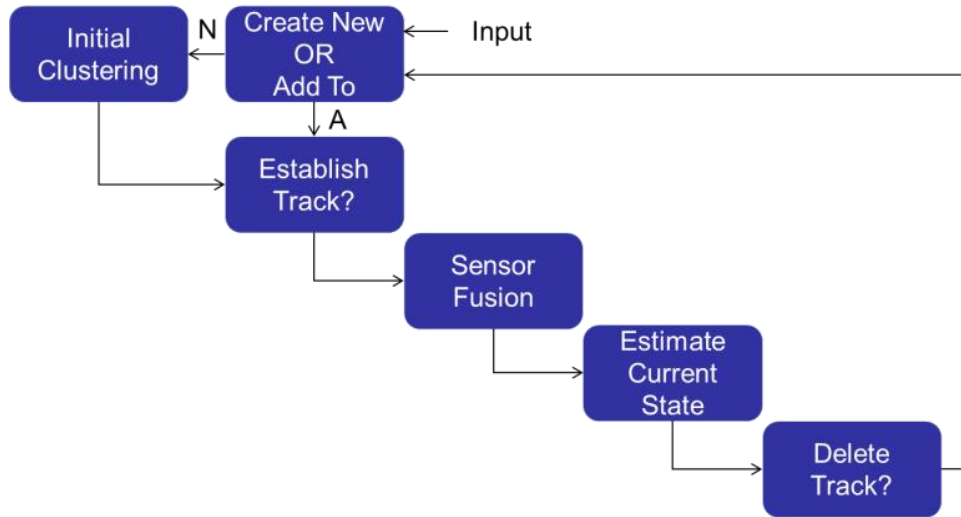 Initial
Clustering
N
Create New
OR
Add To
Input
A
Establish
Track?
Sensor
Fusion
Estimate
Current
State
Delete
Track?